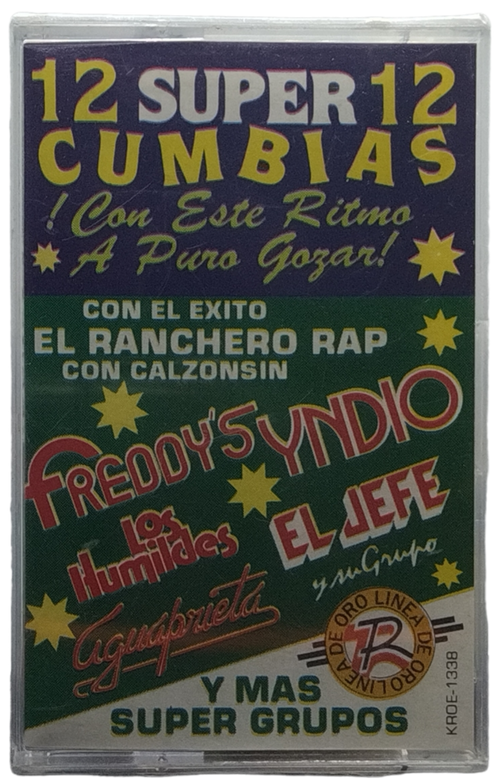 12 SUPER 12
CUMBIAS
! Con Este Ritmo
A Puro Gozar!
CON EL EXITO
EL RANCHERO RAP
CON CALZONSIN
FREDDY'S YNDIO
Los Humildes
EL JEFE
y su Grupo
Aguaprieta
LINEA DE ORO LINEA DE ORO
R
Y MAS
SUPER GRUPOS
KROE-1338